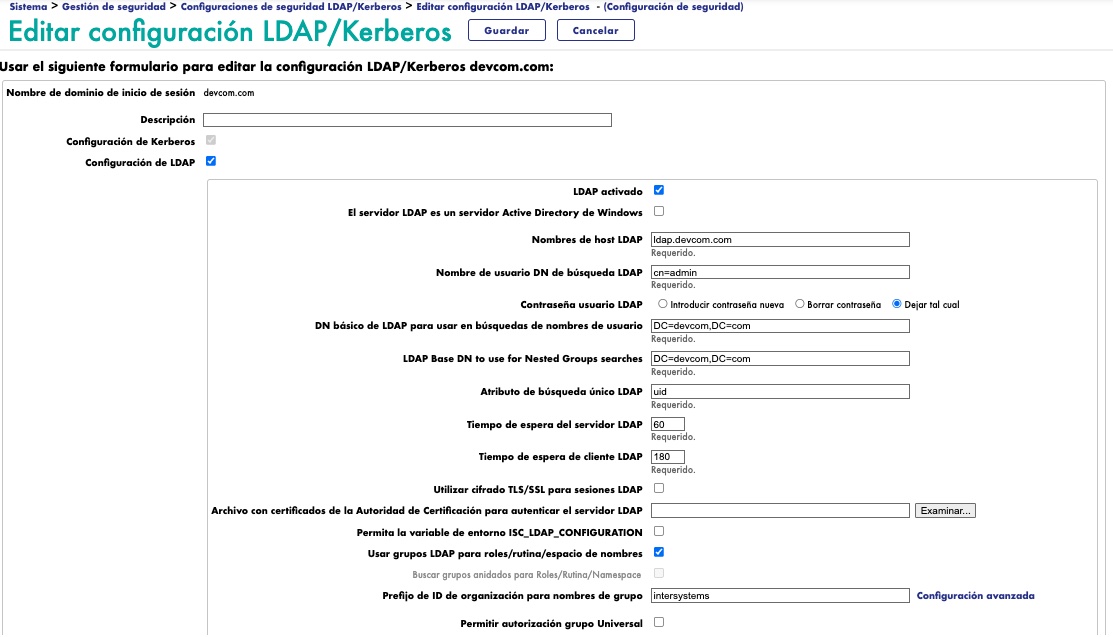 Sistema > Gestión de seguridad > Configuraciones de seguridad LDAP/Kerberos > Editar configuración LDAP/Kerberos - (Configuración de seguridad)
Editar configuración LDAP/Kerberos Guardar Cancelar
Usar el siguiente formulario para editar la configuración LDAP/Kerberos devcom.com:
Nombre de dominio de inicio de sesión devcom.com
Descripción
Configuración de Kerberos
Configuración de LDAP
LDAP activado
El servidor LDAP es un servidor Active Directory de Windows
Nombres de host LDAP ldap.devcom.com
Requerido.
Nombre de usuario DN de búsqueda LDAP cn=admin
Requerido.
Contraseña usuario LDAP Introducir contraseña nueva Borrar contraseña Dejar tal cual
DN básico de LDAP para usar en búsquedas de nombres de usuario DC=devcom,DC=com
Requerido.
LDAP Base DN to use for Nested Groups searches DC=devcom,DC=com
Requerido.
Atributo de búsqueda único LDAP uid
Requerido.
Tiempo de espera del servidor LDAP 60
Requerido.
Tiempo de espera de cliente LDAP 180
Requerido.
Utilizar cifrado TLS/SSL para sesiones LDAP
Archivo con certificados de la Autoridad de Certificación para autenticar el servidor LDAP Examinar...
Permita la variable de entorno ISC_LDAP_CONFIGURATION
Usar grupos LDAP para roles/rutina/espacio de nombres
Buscar grupos anidados para Roles/Rutina/Namespace
Prefijo de ID de organización para nombres de grupo intersystems Configuración avanzada
Permitir autorización grupo Universal